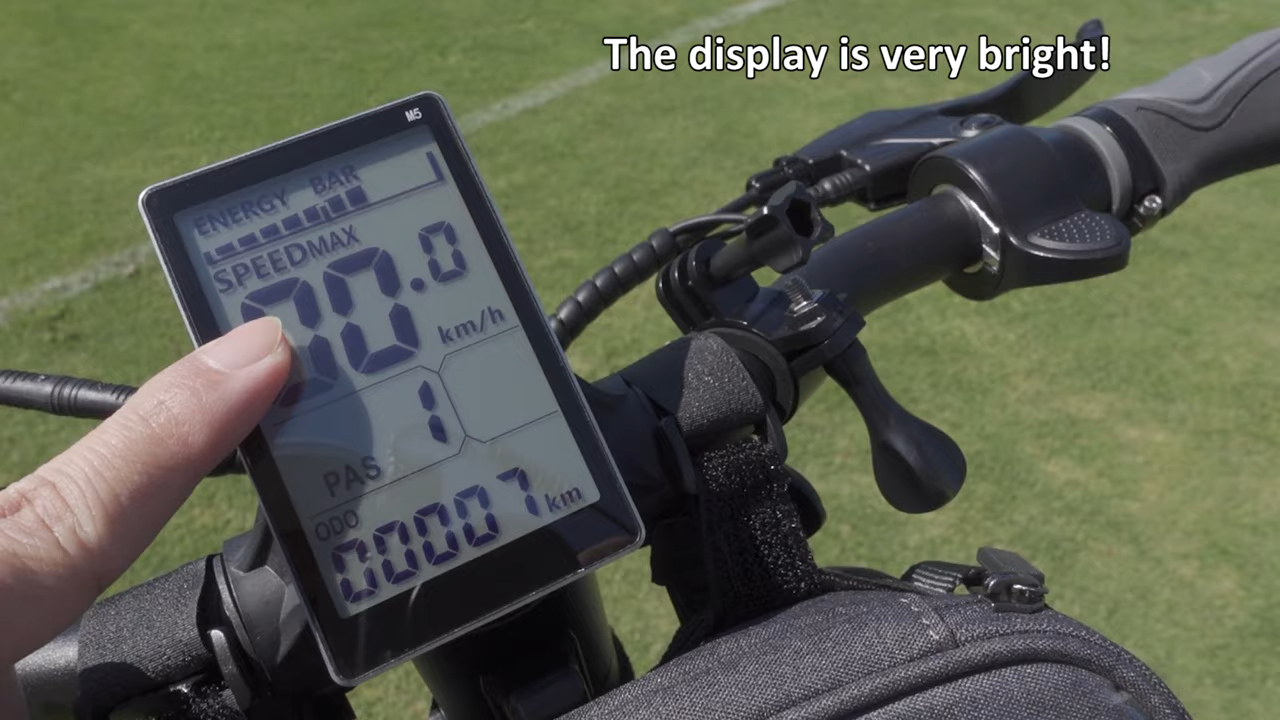 The display is very bright!
M5
ENERGY BAR
SPEEDMAX
00.0
km/h
1
PAS
ODO
00007 km